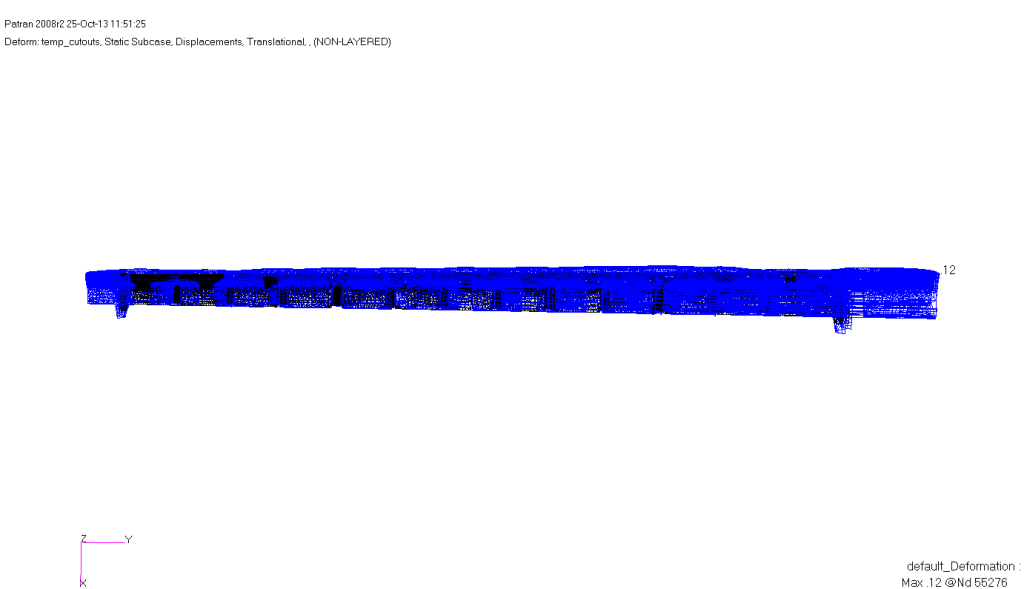 Patran 2008r2 25-Oct-13 11:51:25
Deform: temp_cutouts, Static Subcase, Displacements, Translational, , (NON-LAYERED)
.12
Z Y
X
default_Deformation :
Max .12 @Nd 55276